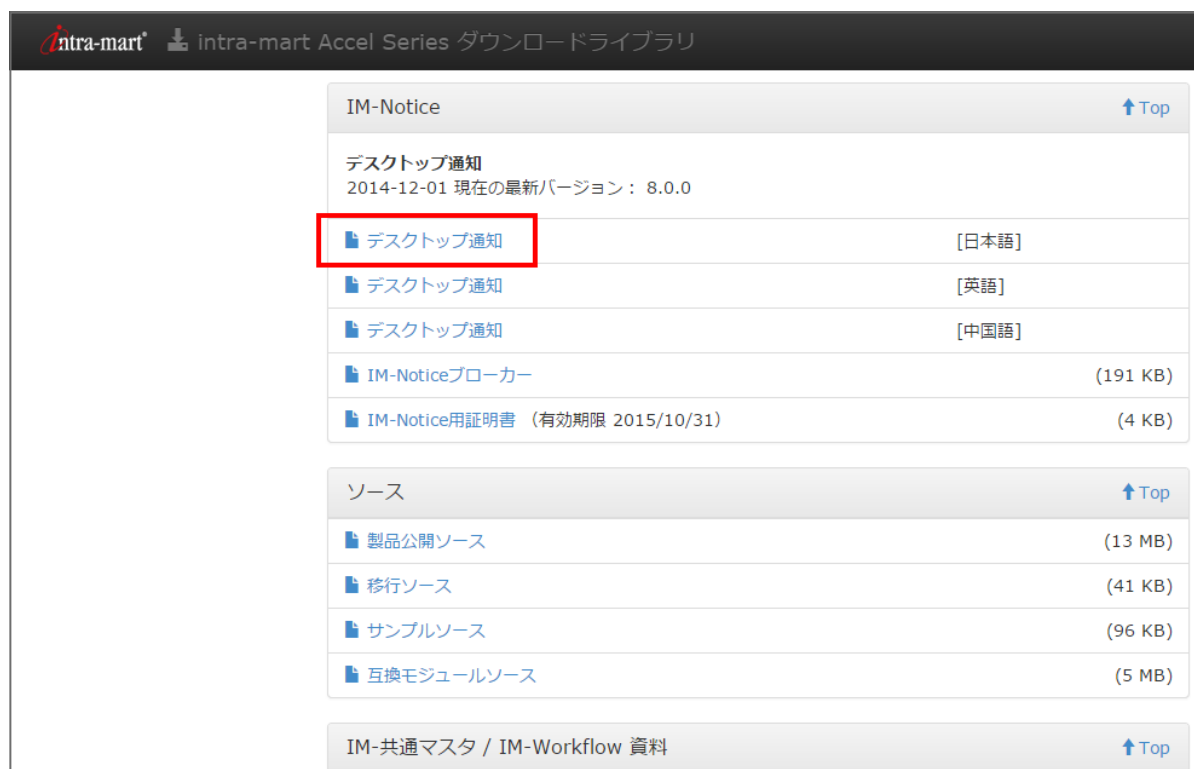 intra-mart® intra-mart Accel Series ダウンロードライブラリ
IM-Notice Top
デスクトップ通知
2014-12-01 現在の最新バージョン： 8.0.0
デスクトップ通知 [日本語]
デスクトップ通知 [英語]
デスクトップ通知 [中国語]
IM-Noticeブローカー (191 KB)
IM-Notice用証明書 （有効期限 2015/10/31） (4 KB)
ソース Top
製品公開ソース (13 MB)
移行ソース (41 KB)
サンプルソース (96 KB)
互換モジュールソース (5 MB)
IM-共通マスタ / IM-Workflow 資料 Top